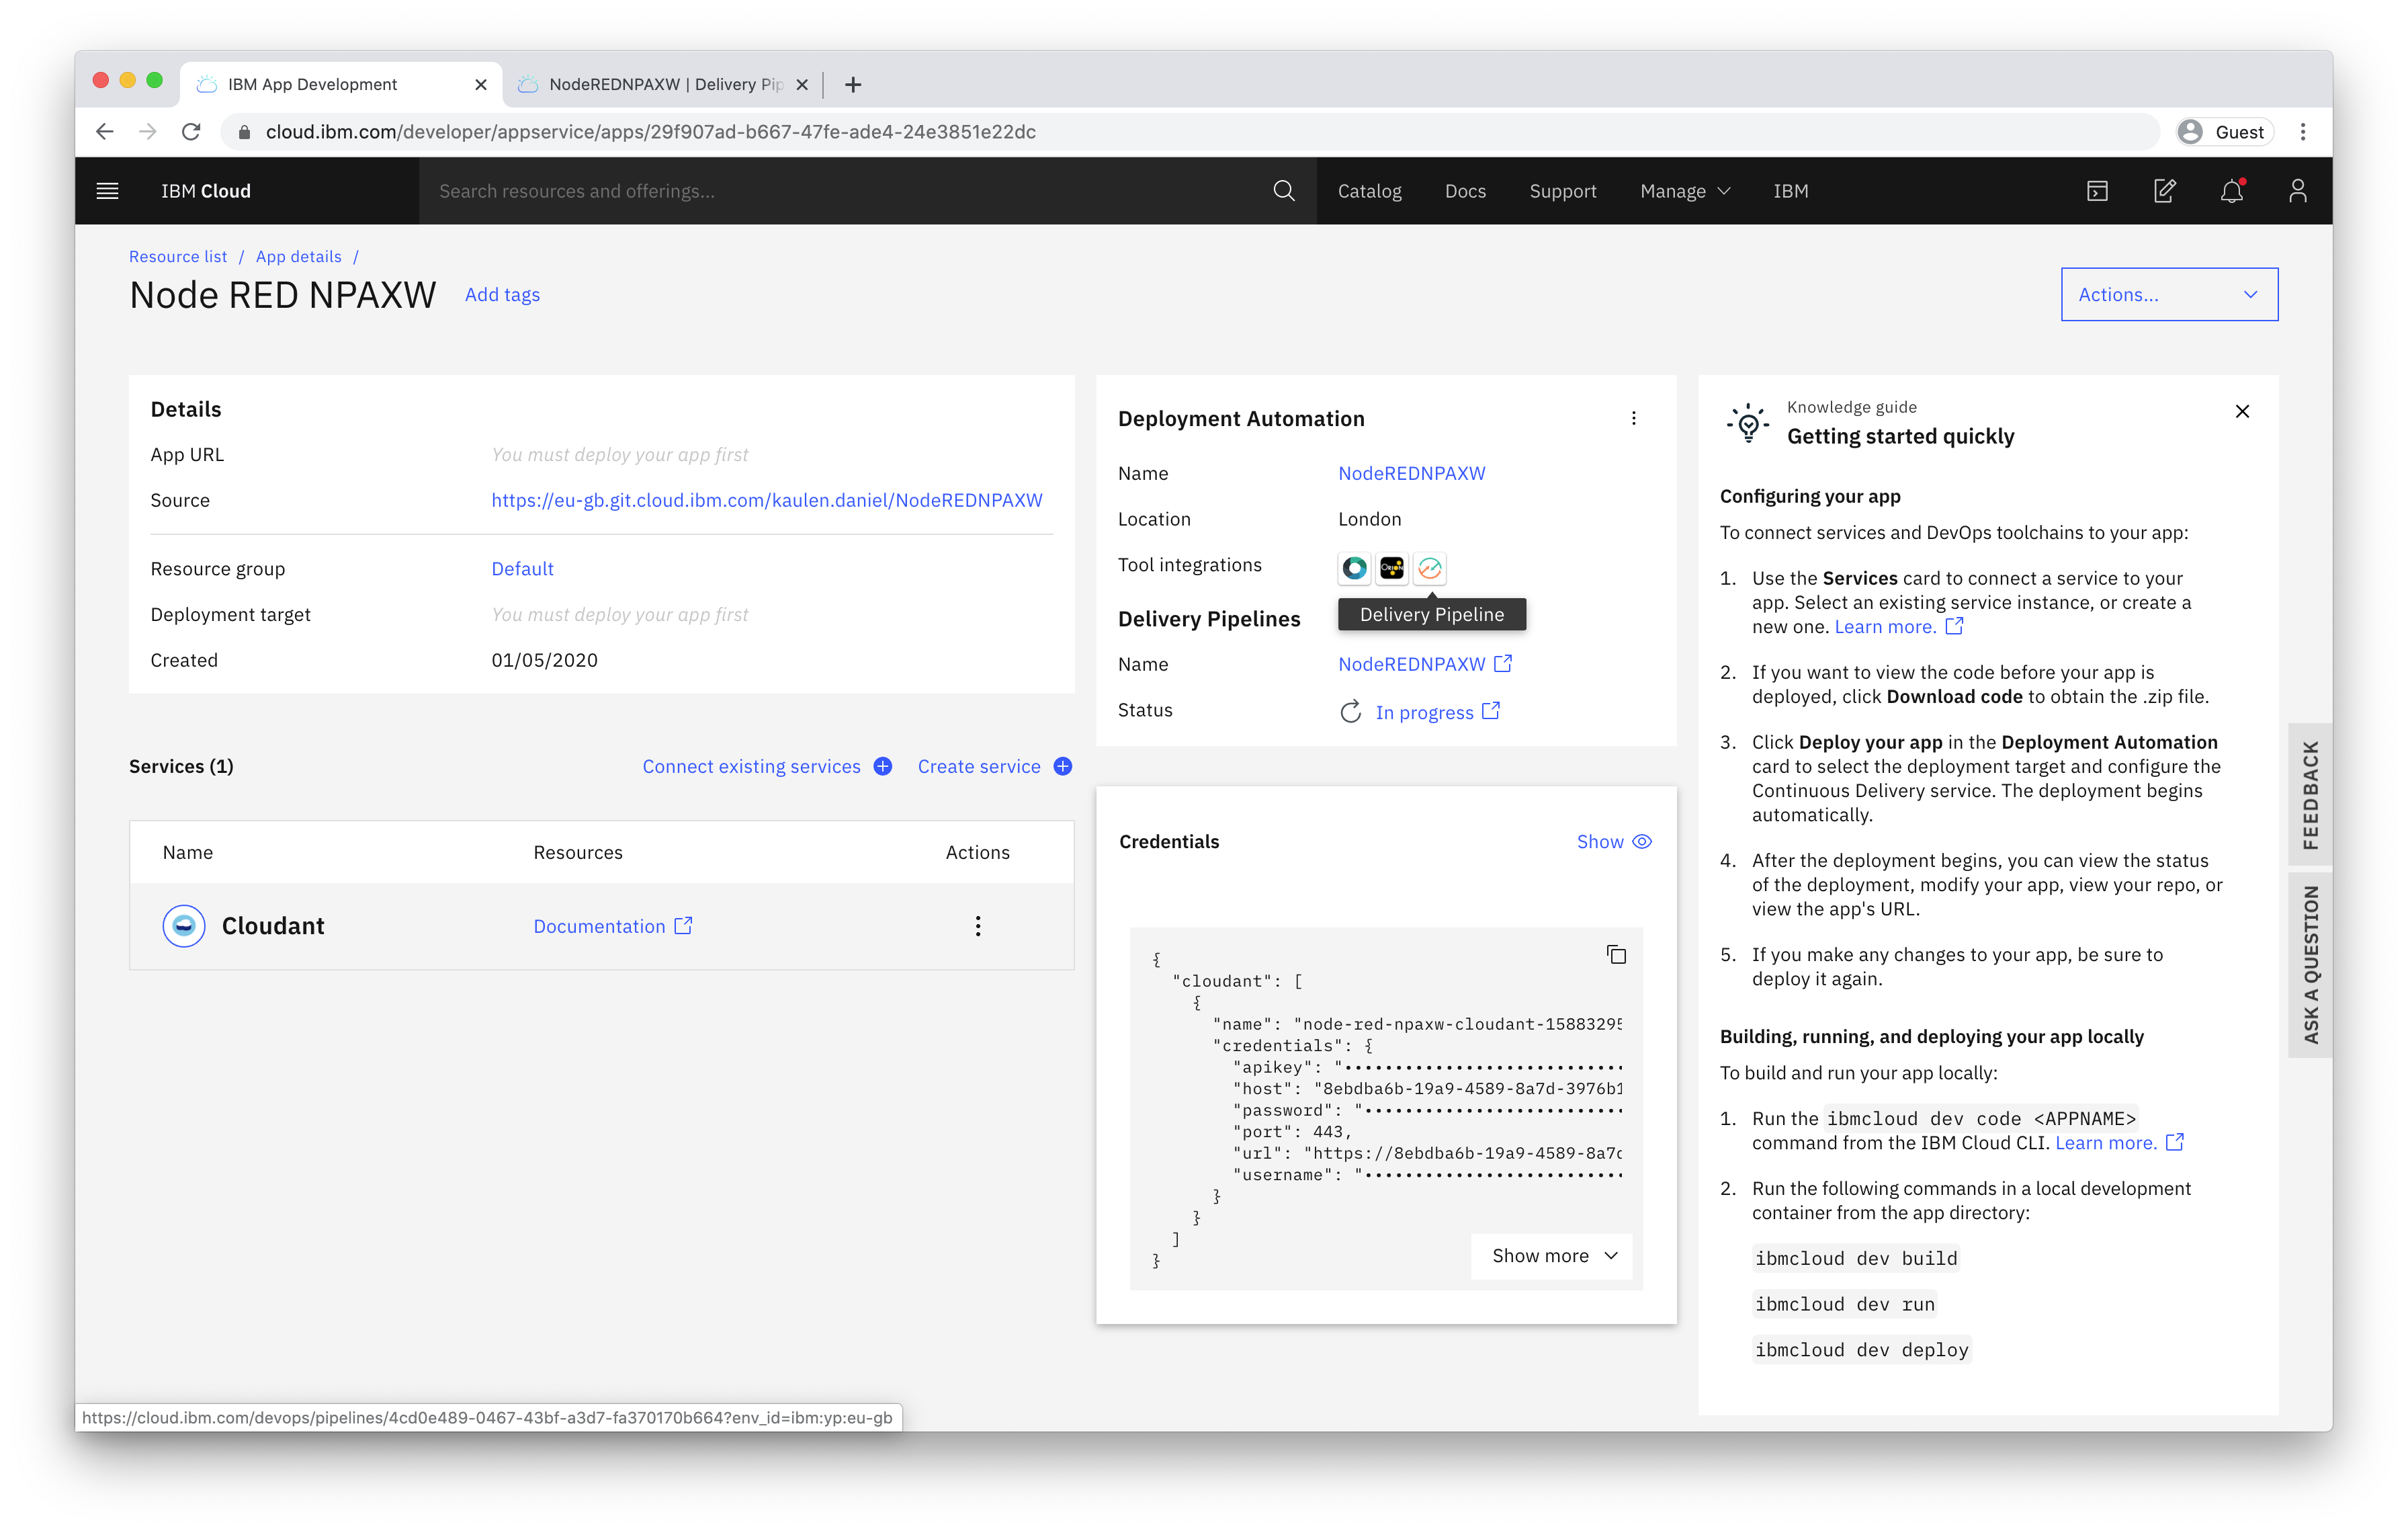 IBM App Development
NodeREDNPAXW | Delivery Pip
cloud.ibm.com/developer/appservice/apps/29f907ad-b667-47fe-ade4-24e3851e22dc
Guest
IBM Cloud
Search resources and offerings...
Catalog
Docs
Support
Manage
IBM
Resource list / App details /
Node RED NPAXW
Add tags
Actions...
Details
App URL
You must deploy your app first
Source
https://eu-gb.git.cloud.ibm.com/kaulen.daniel/NodeREDNPAXW
Resource group
Default
Deployment target
You must deploy your app first
Created
01/05/2020
Services (1)
Connect existing services
Create service
Name
Resources
Actions
Cloudant
Documentation
Deployment Automation
Name
NodeREDNPAXW
Location
London
Tool integrations
ORION
Delivery Pipeline
Delivery Pipelines
Name
NodeREDNPAXW
Status
In progress
Credentials
Show
{
"cloudant": [
{
"name": "node-red-npaxw-cloudant-15883295
"credentials": {
"apikey": "••••••••••••••••••••••••••••
"host": "8ebdba6b-19a9-4589-8a7d-3976b1
"password": "••••••••••••••••••••••••••
"port": 443,
"url": "https://8ebdba6b-19a9-4589-8a7d
"username": "••••••••••••••••••••••••••
}
}
]
}
Show more
Knowledge guide
Getting started quickly
Configuring your app
To connect services and DevOps toolchains to your app:
1. Use the Services card to connect a service to your
app. Select an existing service instance, or create a
new one. Learn more.
2. If you want to view the code before your app is
deployed, click Download code to obtain the .zip file.
3. Click Deploy your app in the Deployment Automation
card to select the deployment target and configure the
Continuous Delivery service. The deployment begins
automatically.
4. After the deployment begins, you can view the status
of the deployment, modify your app, view your repo, or
view the app's URL.
5. If you make any changes to your app, be sure to
deploy it again.
Building, running, and deploying your app locally
To build and run your app locally:
1. Run the ibmcloud dev code <APPNAME>
command from the IBM Cloud CLI. Learn more.
2. Run the following commands in a local development
container from the app directory:
ibmcloud dev build
ibmcloud dev run
ibmcloud dev deploy
FEEDBACK
ASK A QUESTION
https://cloud.ibm.com/devops/pipelines/4cd0e489-0467-43bf-a3d7-fa370170b664?env_id=ibm:yp:eu-gb